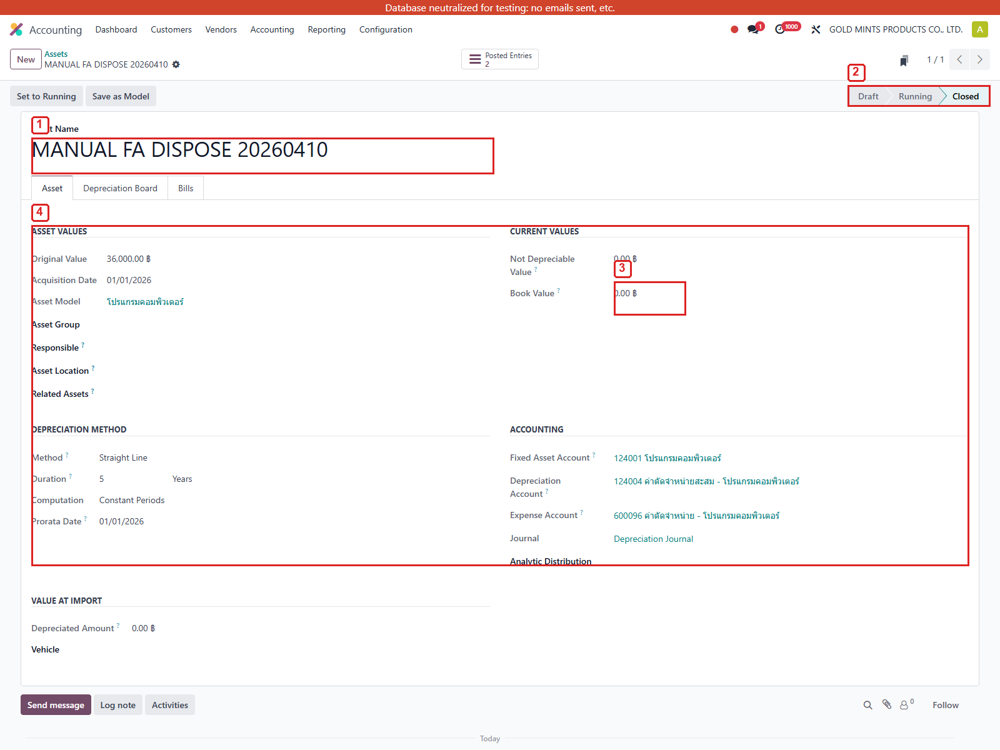 Database neutralized for testing: no emails sent, etc.
Accounting Dashboard Customers Vendors Accounting Reporting Configuration 1 1000 GOLD MINTS PRODUCTS CO., LTD. A
New Assets Posted Entries
MANUAL FA DISPOSE 20260410 2 1 / 1
2
Set to Running Save as Model Draft Running Closed
1 t Name
MANUAL FA DISPOSE 20260410
Asset Depreciation Board Bills
4
ASSET VALUES CURRENT VALUES
Original Value 36,000.00 ฿ Not Depreciable Value ? 0.00 ฿
3
Acquisition Date 01/01/2026
Book Value ? 0.00 ฿
Asset Model โปรแกรมคอมพิวเตอร์
Asset Group
Responsible ?
Asset Location ?
Related Assets ?
DEPRECIATION METHOD ACCOUNTING
Method ? Straight Line Fixed Asset Account ? 124001 โปรแกรมคอมพิวเตอร์
Duration ? 5 Years Depreciation Account ? 124004 ค่าตัดจำหน่ายสะสม - โปรแกรมคอมพิวเตอร์
Computation Constant Periods
Prorata Date ? 01/01/2026 Expense Account ? 600096 ค่าตัดจำหน่าย - โปรแกรมคอมพิวเตอร์
Journal Depreciation Journal
Analytic Distribution
VALUE AT IMPORT
Depreciated Amount ? 0.00 ฿
Vehicle
Send message Log note Activities 0 Follow
Today